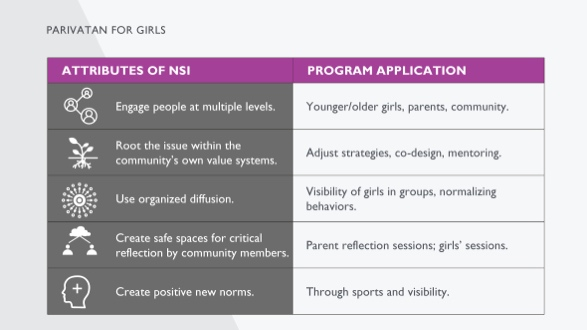 PARIVATAN FOR GIRLS
ATTRIBUTES OF NSI
PROGRAM APPLICATION
Engage people at multiple levels.
Younger/older girls, parents, community.
Root the issue within the
community's own value systems.
Adjust strategies, co-design, mentoring.
Use organized diffusion.
Visibility of girls in groups, normalizing
behaviors.
Create safe spaces for critical
reflection by community members.
Parent reflection sessions; girls' sessions.
Create positive new norms.
Through sports and visibility.